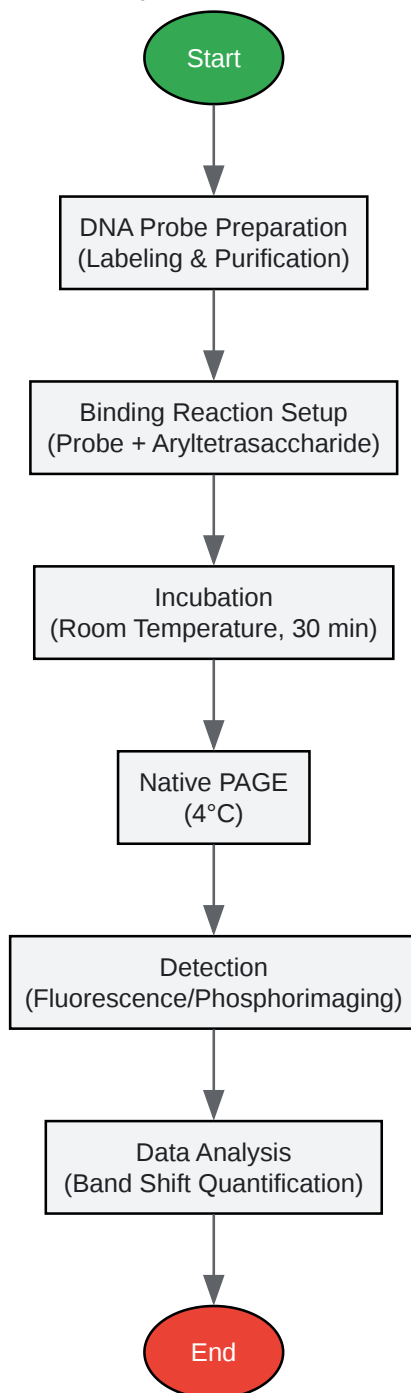 Start
DNA Probe Preparation
(Labeling & Purification)
Binding Reaction Setup
(Probe + Aryltetrasaccharide)
Incubation
(Room Temperature, 30 min)
Native PAGE
(4°C)
Detection
(Fluorescence/Phosphorimaging)
Data Analysis
(Band Shift Quantification)
End